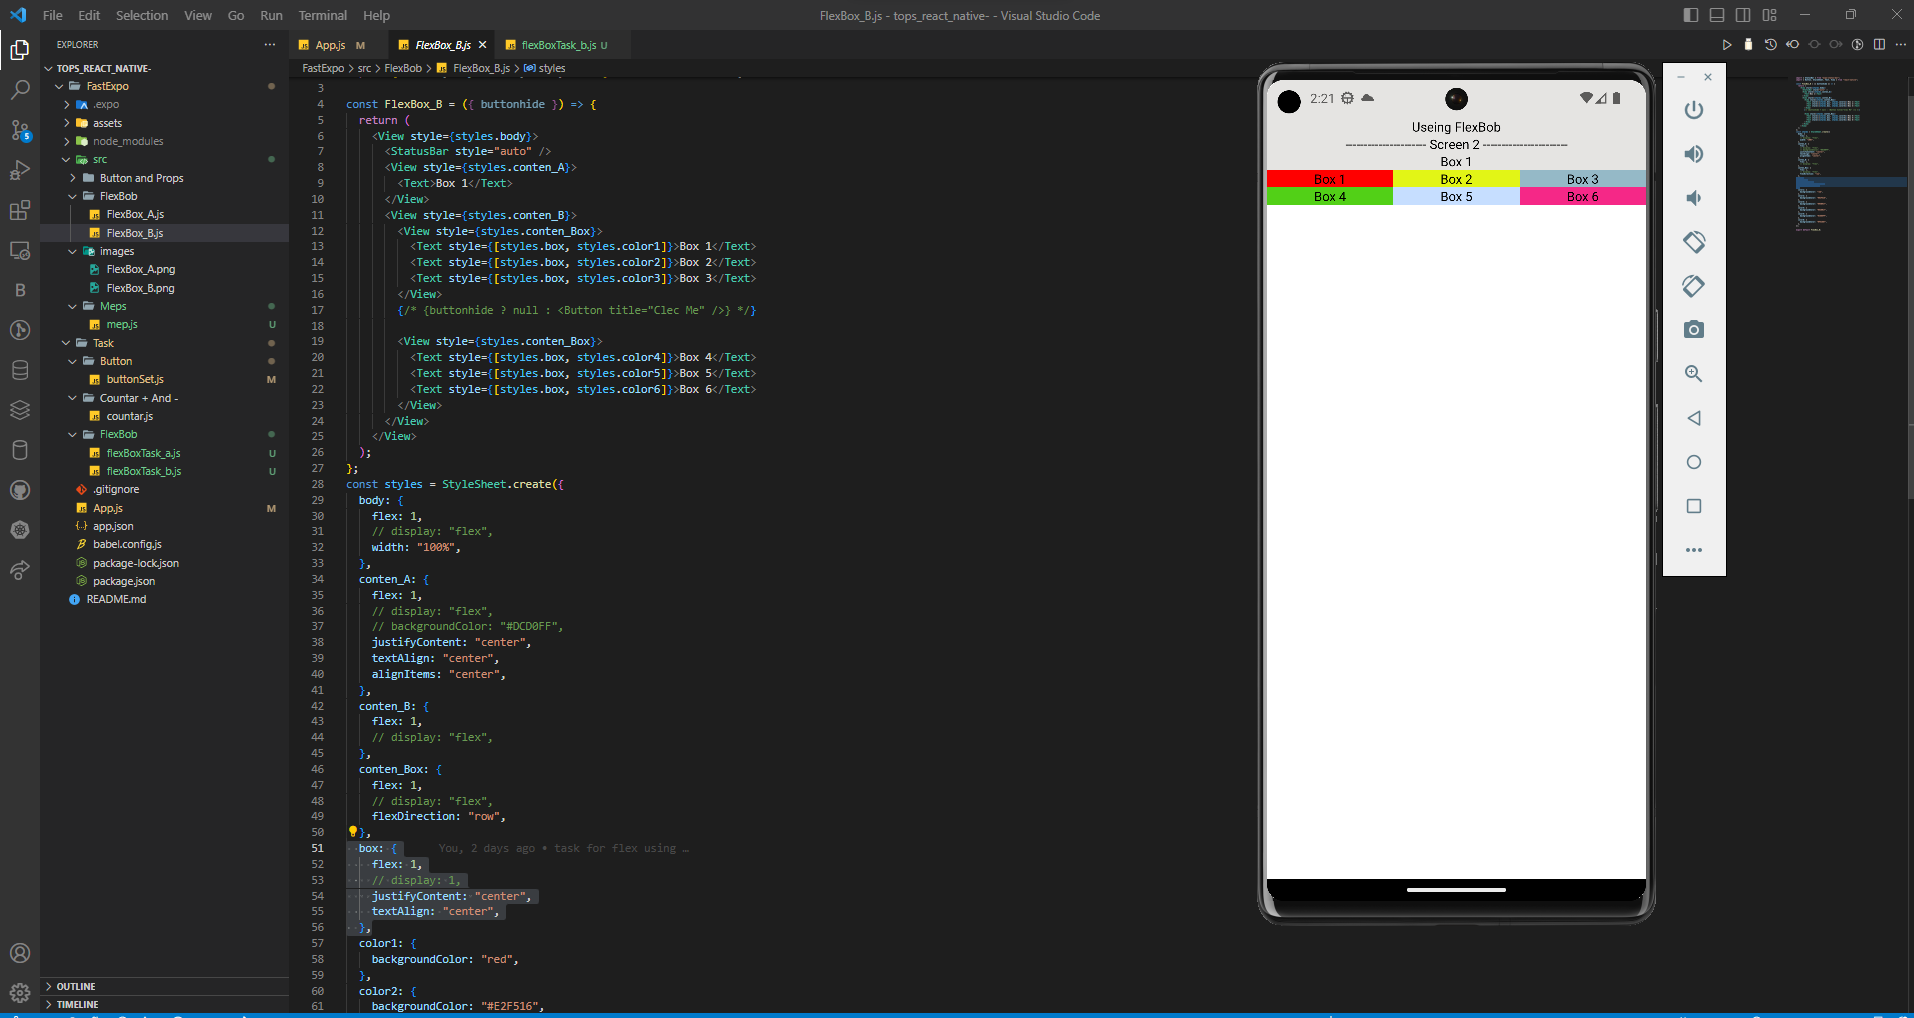 File Edit Selection View Go Run Terminal Help
FlexBox_B.js - tops_react_native- - Visual Studio Code
EXPLORER
TOPS_REACT_NATIVE-
FastExpo
.expo
assets
node_modules
src
Button and Props
FlexBob
FlexBox_A.js
FlexBox_B.js
images
FlexBox_A.png
FlexBox_B.png
Meps
mep.js U
Task
Button
buttonSet.js M
Countar + And -
countar.js
FlexBob
flexBoxTask_a.js U
flexBoxTask_b.js U
.gitignore
App.js M
app.json
babel.config.js
package-lock.json
package.json
README.md
OUTLINE
TIMELINE
5
App.js M FlexBox_B.js flexBoxTask_b.js U
FastExpo > src > FlexBob > FlexBox_B.js > styles
3
4 const FlexBox_B = ({ buttonhide }) => {
5 return (
6 <View style={styles.body}>
7 <StatusBar style="auto" />
8 <View style={styles.conten_A}>
9 <Text>Box 1</Text>
10 </View>
11 <View style={styles.conten_B}>
12 <View style={styles.conten_Box}>
13 <Text style={[styles.box, styles.color1]}>Box 1</Text>
14 <Text style={[styles.box, styles.color2]}>Box 2</Text>
15 <Text style={[styles.box, styles.color3]}>Box 3</Text>
16 </View>
17 {/* {buttonhide ? null : <Button title="Clec Me" />} */}
18
19 <View style={styles.conten_Box}>
20 <Text style={[styles.box, styles.color4]}>Box 4</Text>
21 <Text style={[styles.box, styles.color5]}>Box 5</Text>
22 <Text style={[styles.box, styles.color6]}>Box 6</Text>
23 </View>
24 </View>
25 </View>
26 );
27 };
28 const styles = StyleSheet.create({
29 body: {
30 flex: 1,
31 // display: "flex",
32 width: "100%",
33 },
34 conten_A: {
35 flex: 1,
36 // display: "flex",
37 // backgroundColor: "#DCD0FF",
38 justifyContent: "center",
39 textAlign: "center",
40 alignItems: "center",
41 },
42 conten_B: {
43 flex: 1,
44 // display: "flex",
45 },
46 conten_Box: {
47 flex: 1,
48 // display: "flex",
49 flexDirection: "row",
50 },
51 box: { You, 2 days ago • task for flex using …
52 flex: 1,
53 // display: 1,
54 justifyContent: "center",
55 textAlign: "center",
56 },
57 color1: {
58 backgroundColor: "red",
59 },
60 color2: {
61 backgroundColor: "#E2F516",
2:21
Useing FlexBob
-------------------- Screen 2 --------------------
Box 1
Box 1 Box 2 Box 3
Box 4 Box 5 Box 6